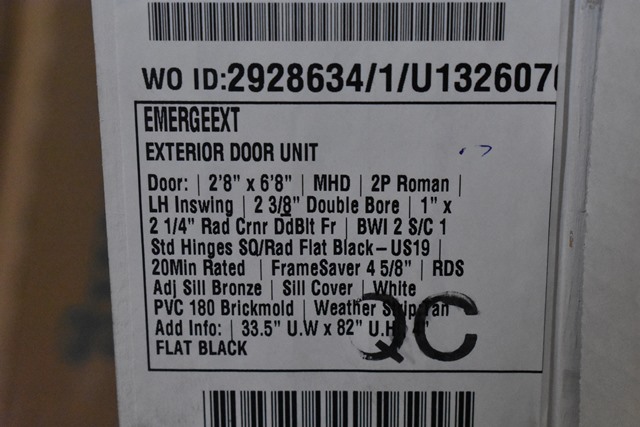 WO ID:2928634/1/U132607
EMERGEEXT
EXTERIOR DOOR UNIT
Door: | 2'8" x 6'8" | MHD | 2P Roman |
LH Inswing | 2 3/8" Double Bore | 1" x
2 1/4" Rad Crnr DdBlt Fr | BWI 2 S/C 1
Std Hinges SQ/Rad Flat Black-US19 |
20Min Rated | FrameSaver 4 5/8" | RDS
Adj Sill Bronze | Sill Cover | White
PVC 180 Brickmold | Weather Strip Tan
Add Info: | 33.5" U.W x 82" U.H
FLAT BLACK
QC